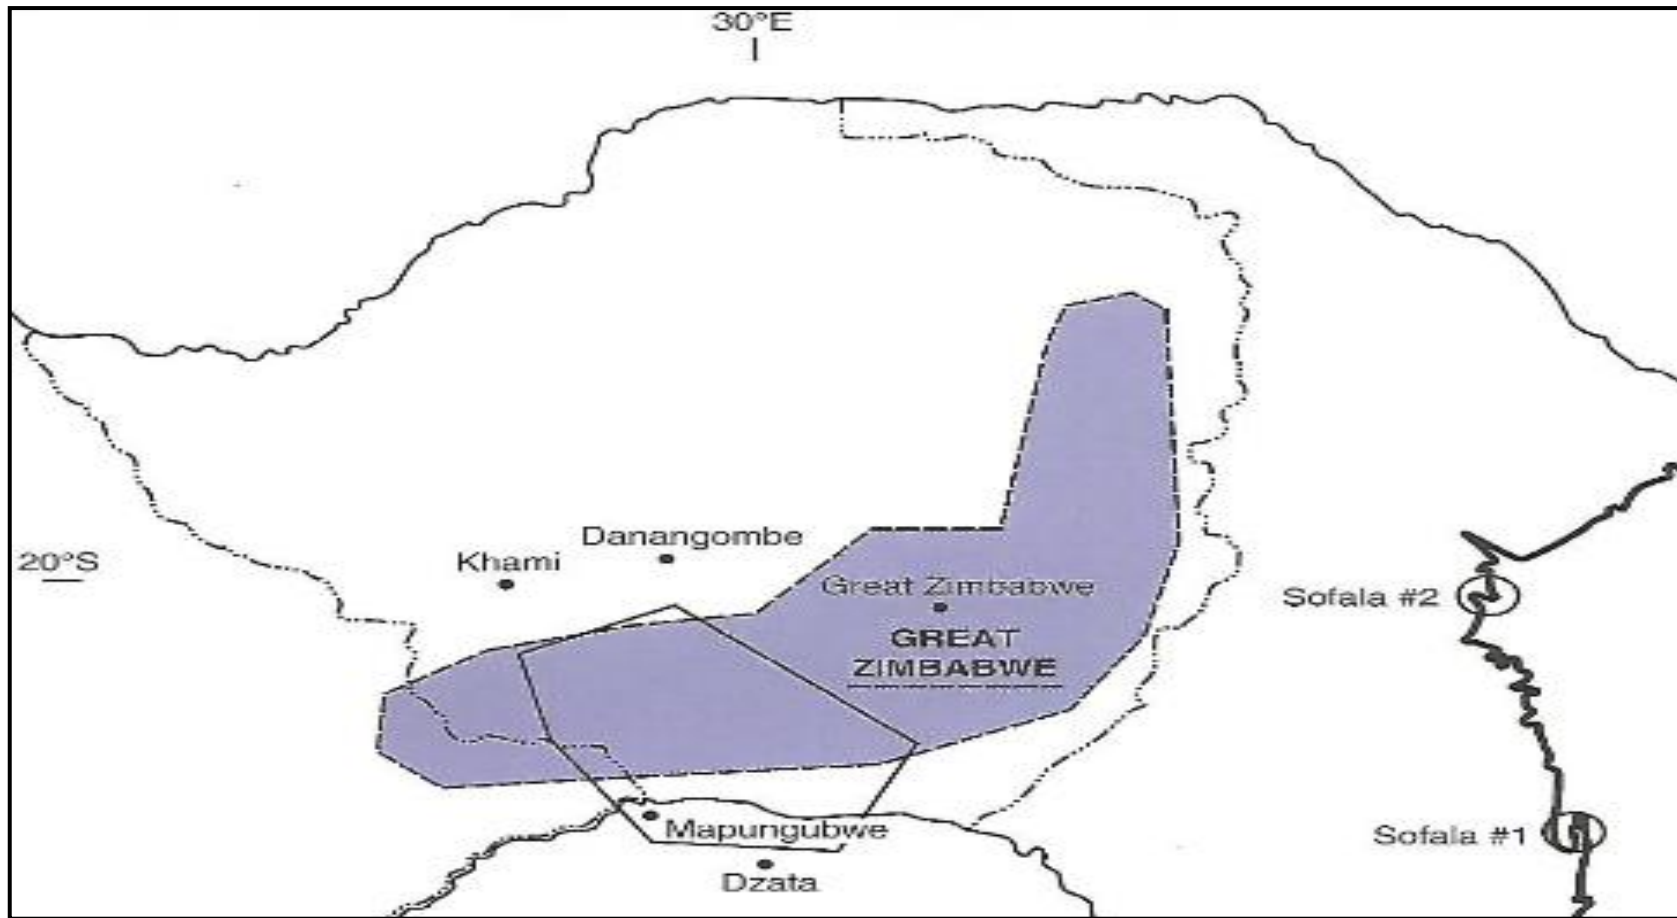 30°E
Danangombe
Khami
20°S
Great Zimbabwe
Sofala #2
GREAT
ZIMBABWE
Mapungubwe
Sofala #1
Dzata